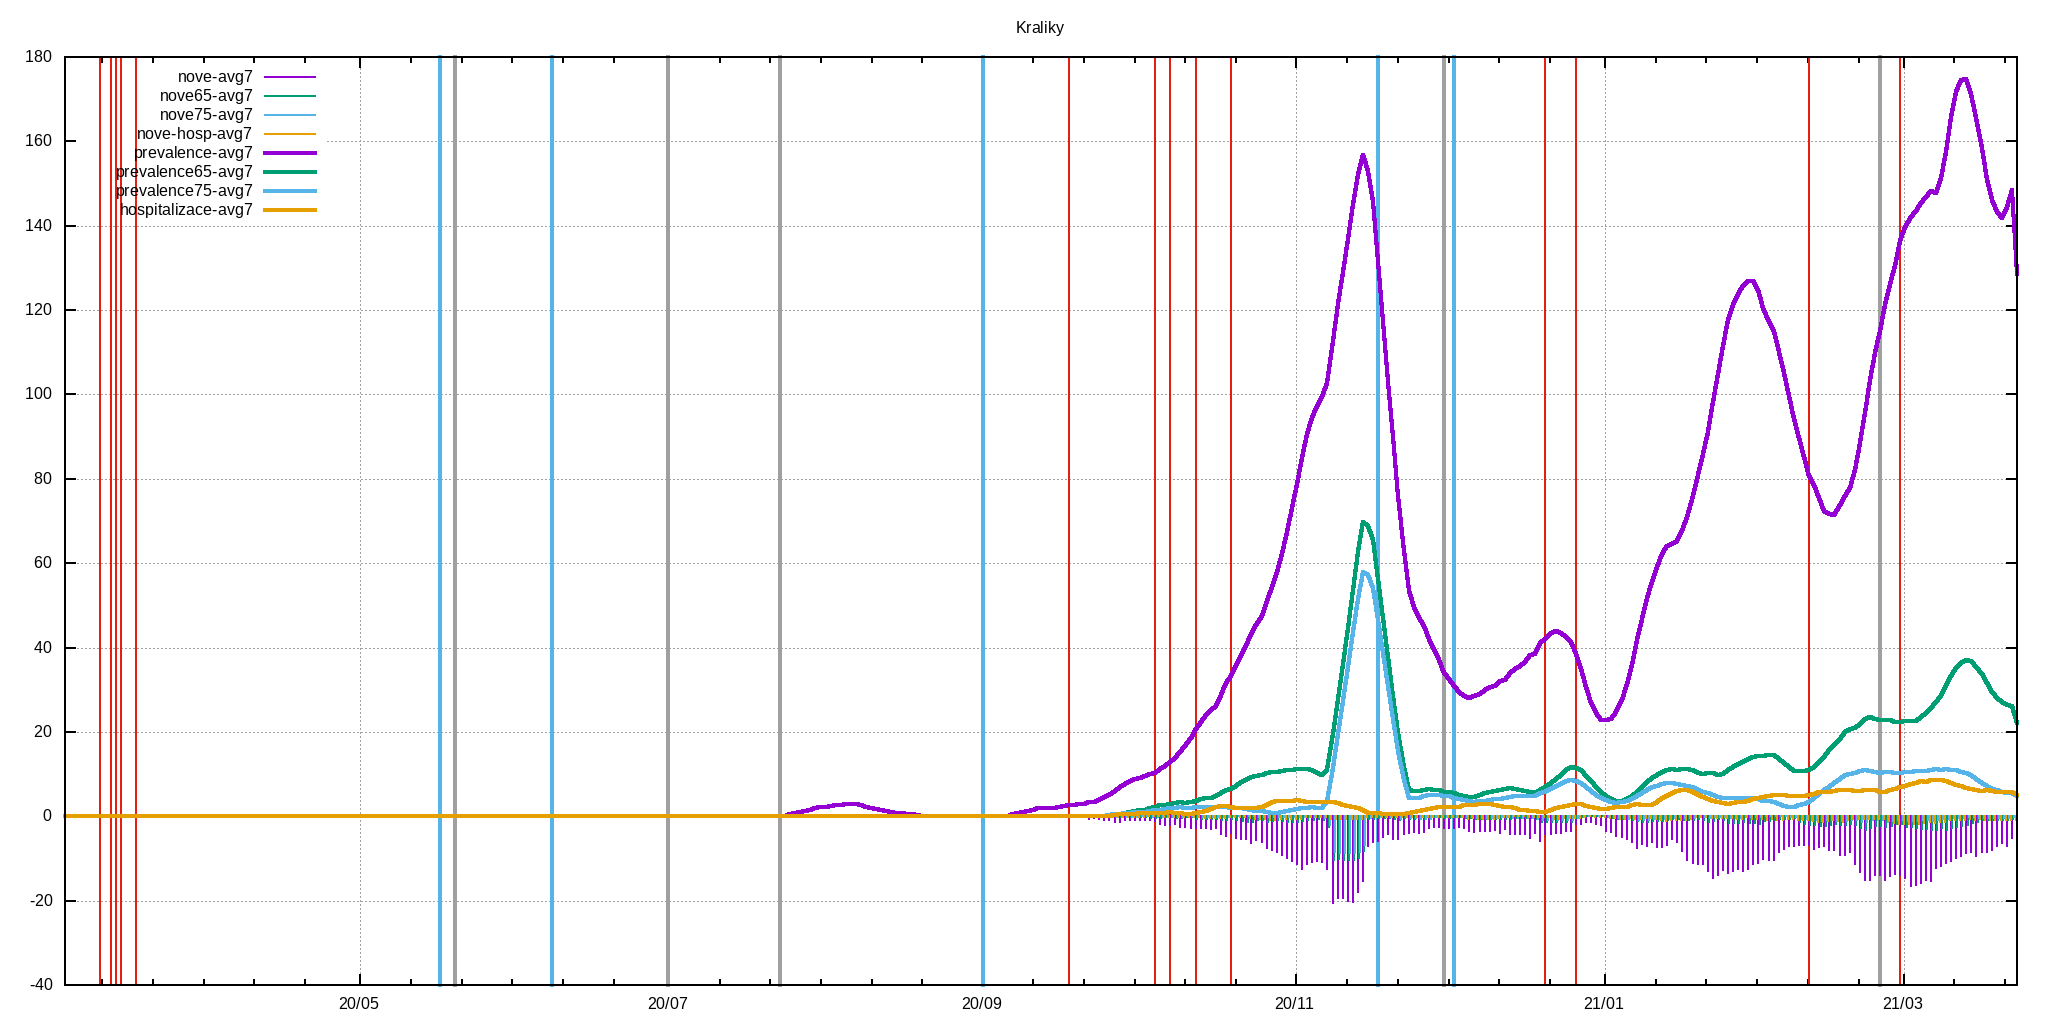 Kraliky
180
160
140
120
100
80
60
40
20
0
-20
-40
nove-avg7
nove65-avg7
nove75-avg7
nove-hosp-avg7
prevalence-avg7
prevalence65-avg7
prevalence75-avg7
hospitalizace-avg7
20/05
20/07
20/09
20/11
21/01
21/03